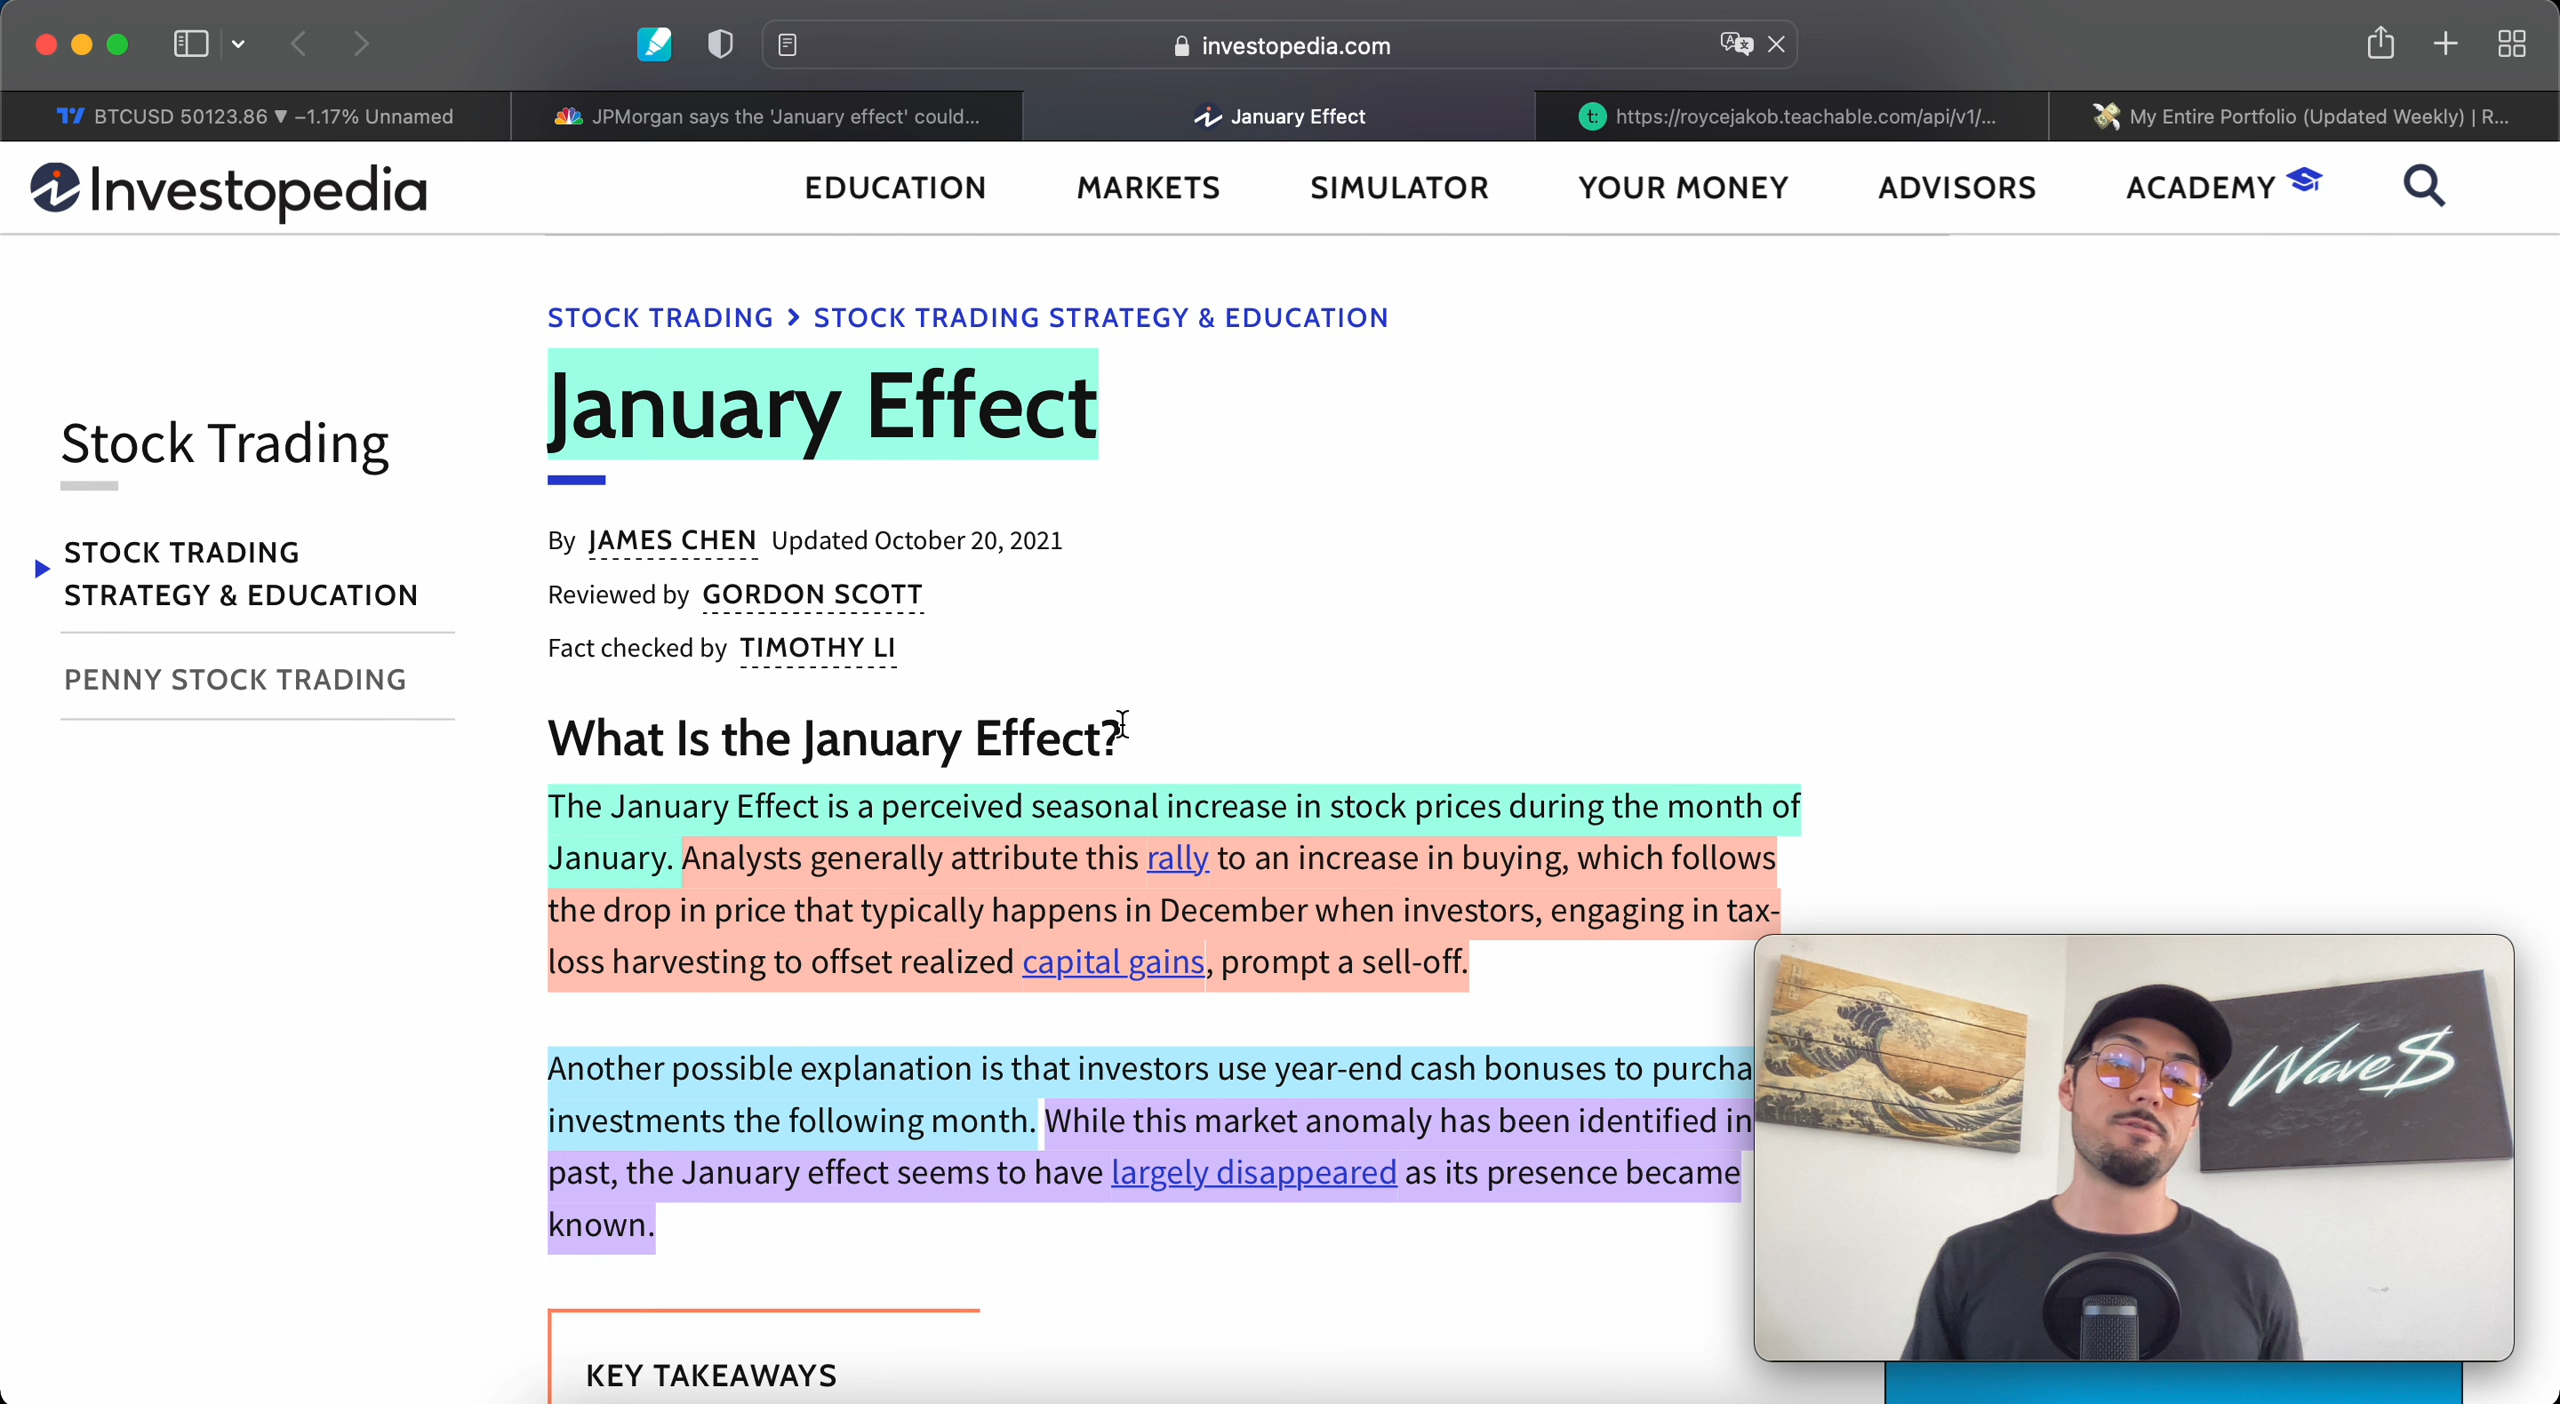 investopedia.com
BTCUSD 50123.86 ▼ −1.17% Unnamed
JPMorgan says the 'January effect' could...
January Effect
t: https://roycejakob.teachable.com/api/v1/...
My Entire Portfolio (Updated Weekly) | R...
Investopedia
EDUCATION
MARKETS
SIMULATOR
YOUR MONEY
ADVISORS
ACADEMY
STOCK TRADING > STOCK TRADING STRATEGY & EDUCATION
January Effect
Stock Trading
STOCK TRADING
STRATEGY & EDUCATION
PENNY STOCK TRADING
By JAMES CHEN Updated October 20, 2021
Reviewed by GORDON SCOTT
Fact checked by TIMOTHY LI
What Is the January Effect?
The January Effect is a perceived seasonal increase in stock prices during the month of
January. Analysts generally attribute this rally to an increase in buying, which follows
the drop in price that typically happens in December when investors, engaging in tax-
loss harvesting to offset realized capital gains, prompt a sell-off.
Another possible explanation is that investors use year-end cash bonuses to purcha
investments the following month. While this market anomaly has been identified in
past, the January effect seems to have largely disappeared as its presence became
known.
KEY TAKEAWAYS
Wave$